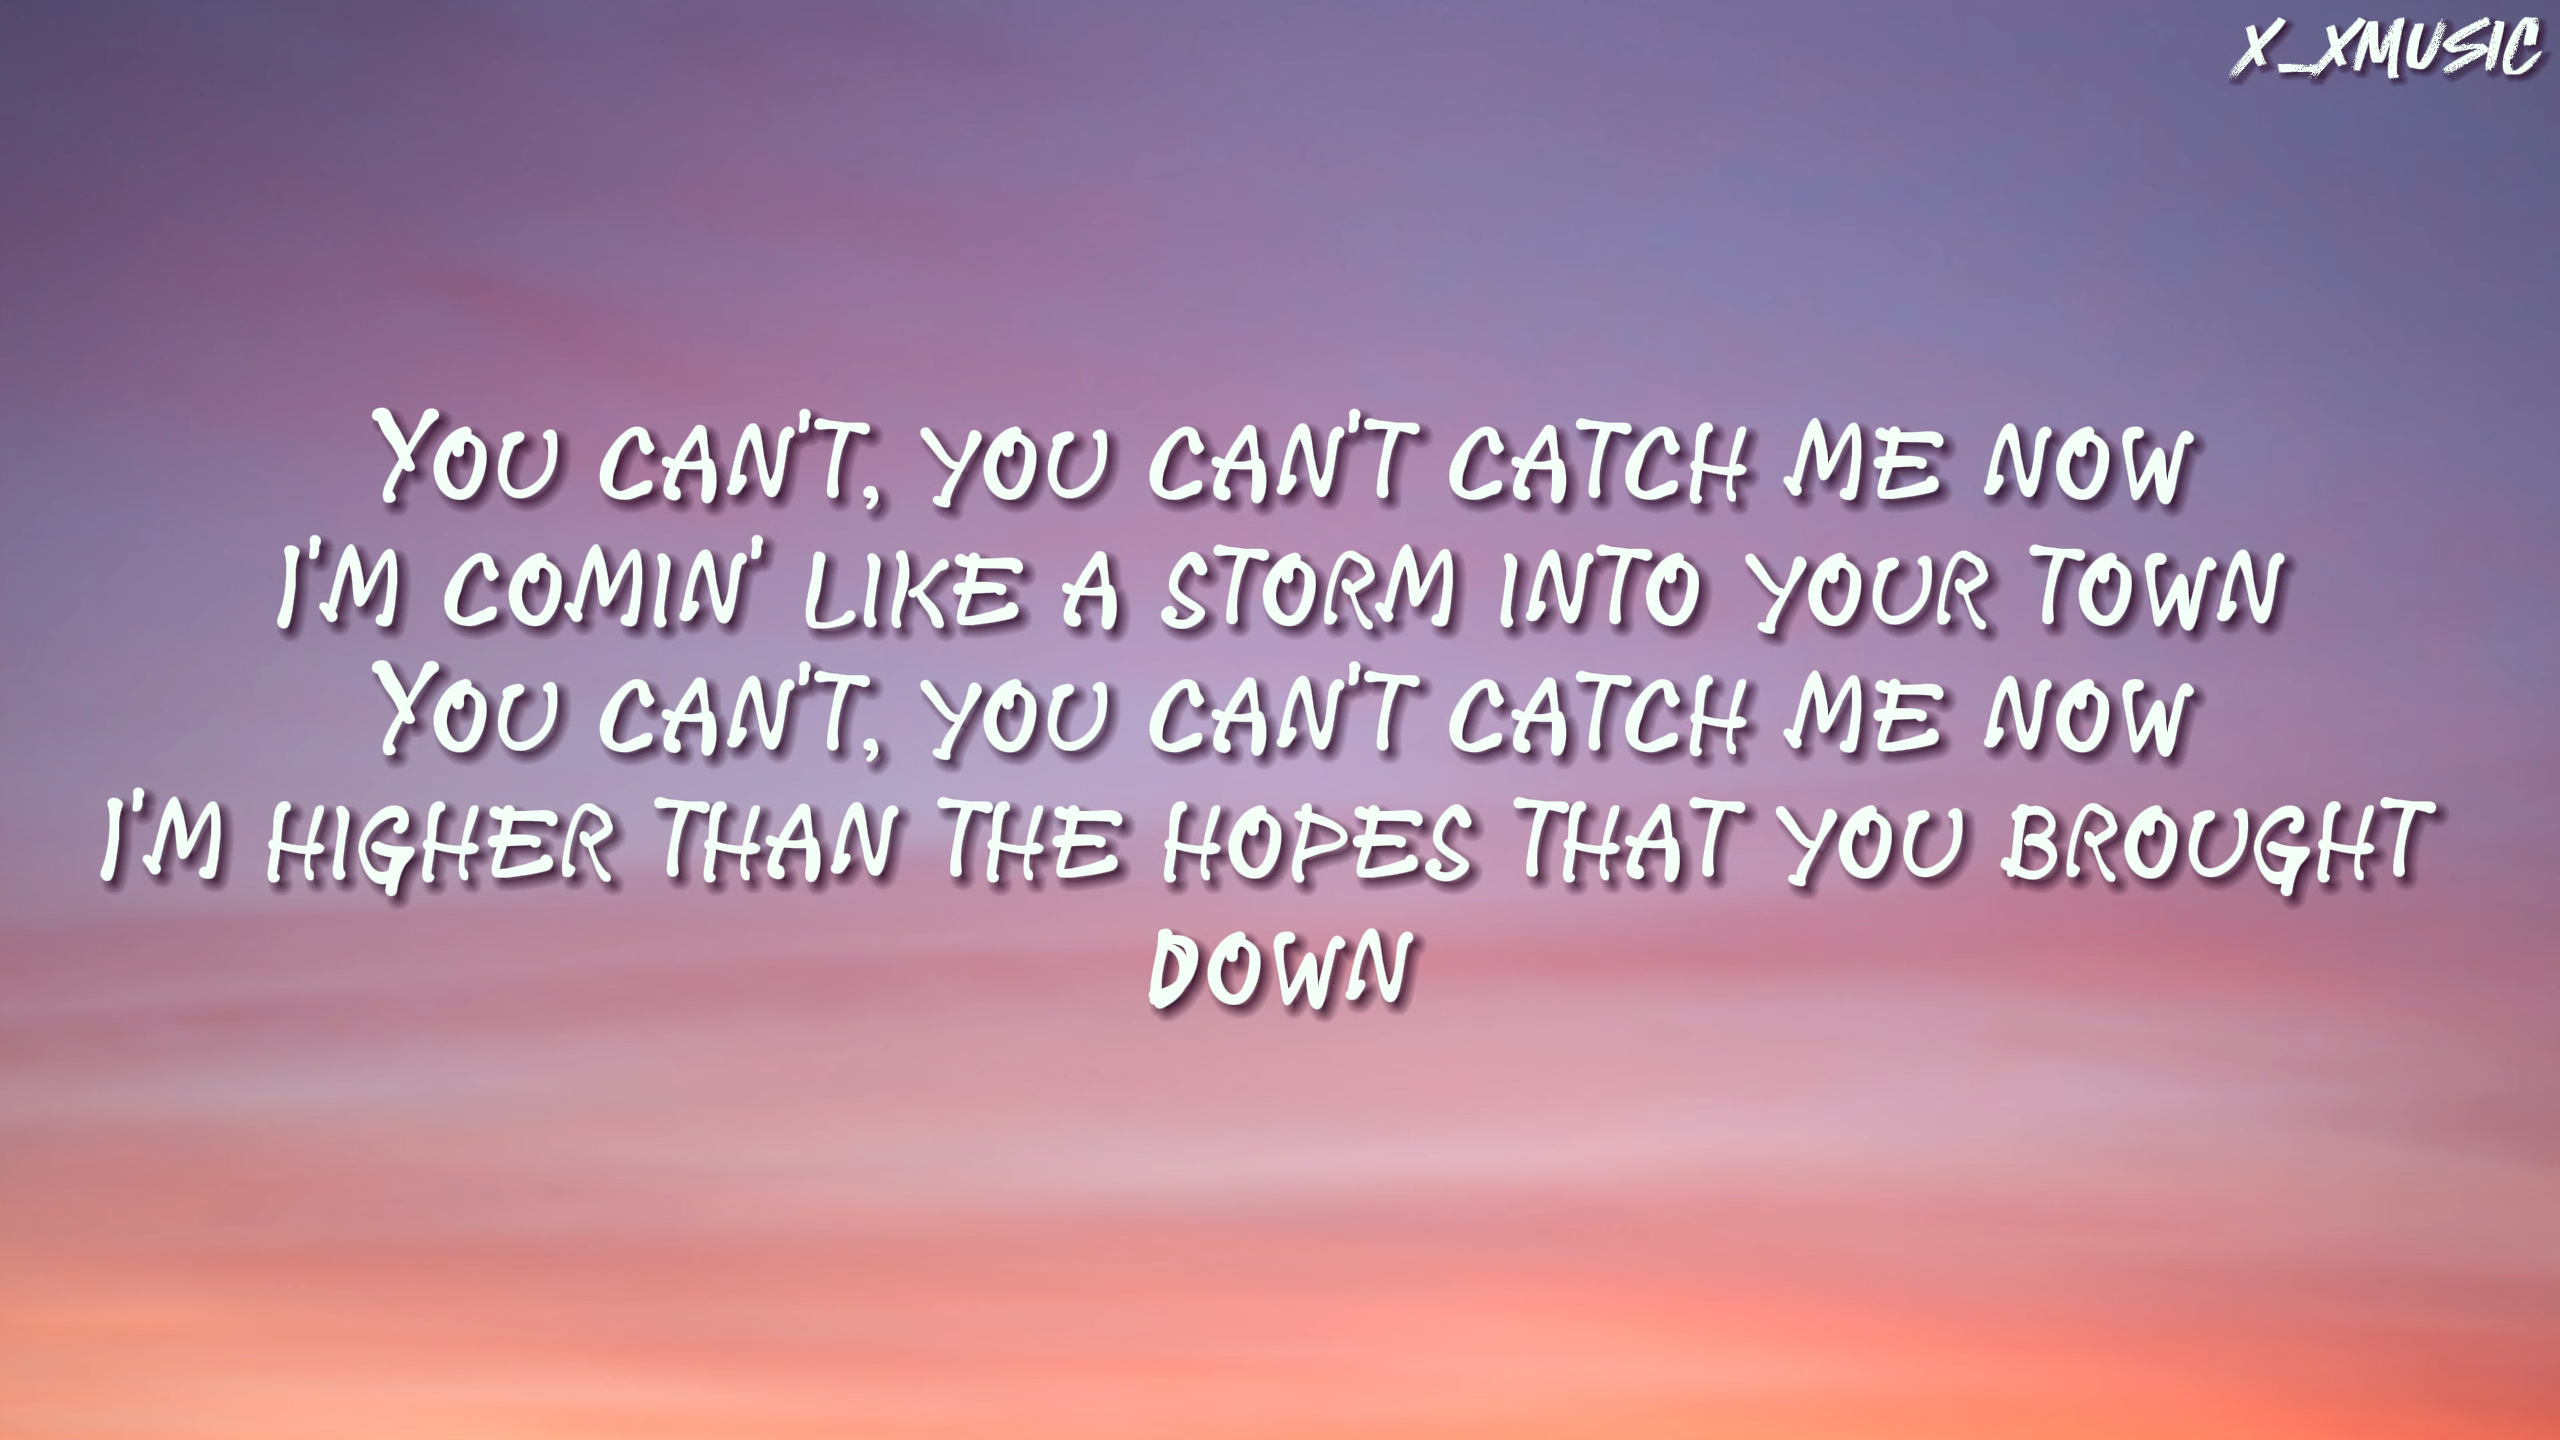 X_XMUSIC
You can't, you can't catch me now
I'm comin' like a storm into your town
You can't, you can't catch me now
I'm higher than the hopes that you brought
down